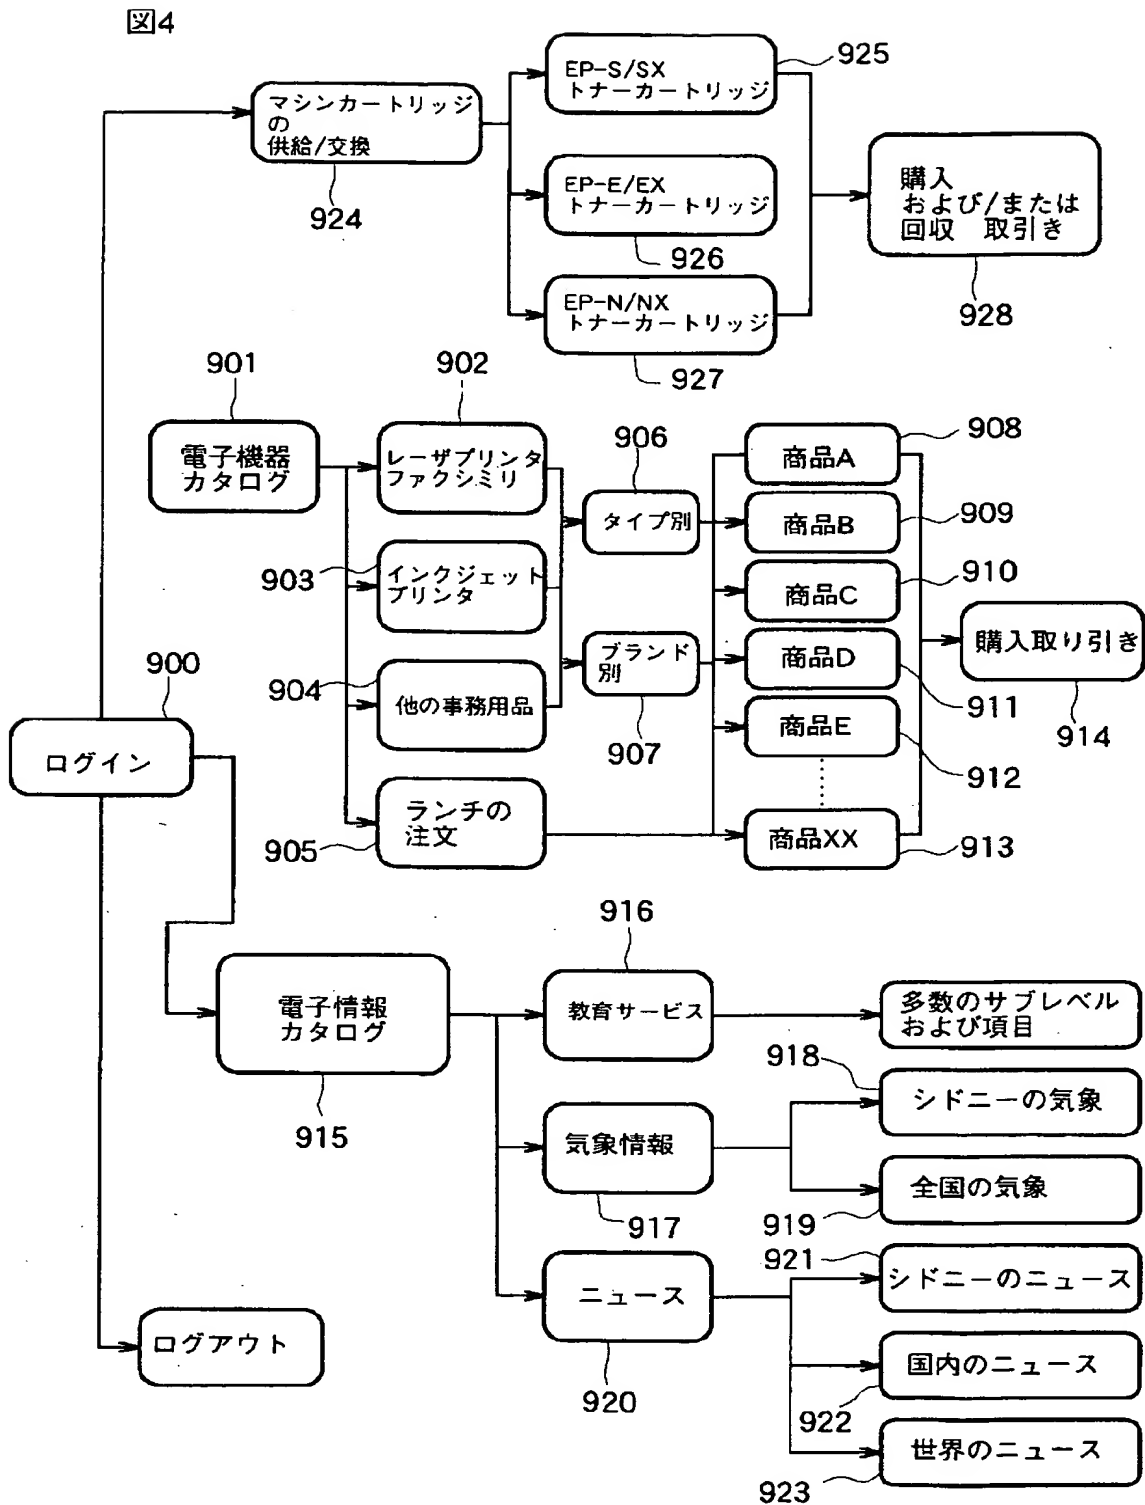 図4
EP-S/SX
トナーカートリッジ
925
マシンカートリッジ
の
供給/交換
924
EP-E/EX
トナーカートリッジ
926
購入
および/または
回収 取引き
928
EP-N/NX
トナーカートリッジ
927
901
902
電子機器
カタログ
レーザプリンタ
ファクシミリ
906
商品A
908
タイプ別
商品B
909
903
インクジェット
プリンタ
商品C
910
購入取り引き
914
900
904
他の事務用品
ブランド
別
907
商品D
911
商品E
912
ログイン
ランチの
注文
905
商品XX
913
916
電子情報
カタログ
915
教育サービス
多数のサブレベル
および項目
918
シドニーの気象
気象情報
917
全国の気象
919
921
シドニーのニュース
ニュース
920
ログアウト
国内のニュース
922
世界のニュース
923